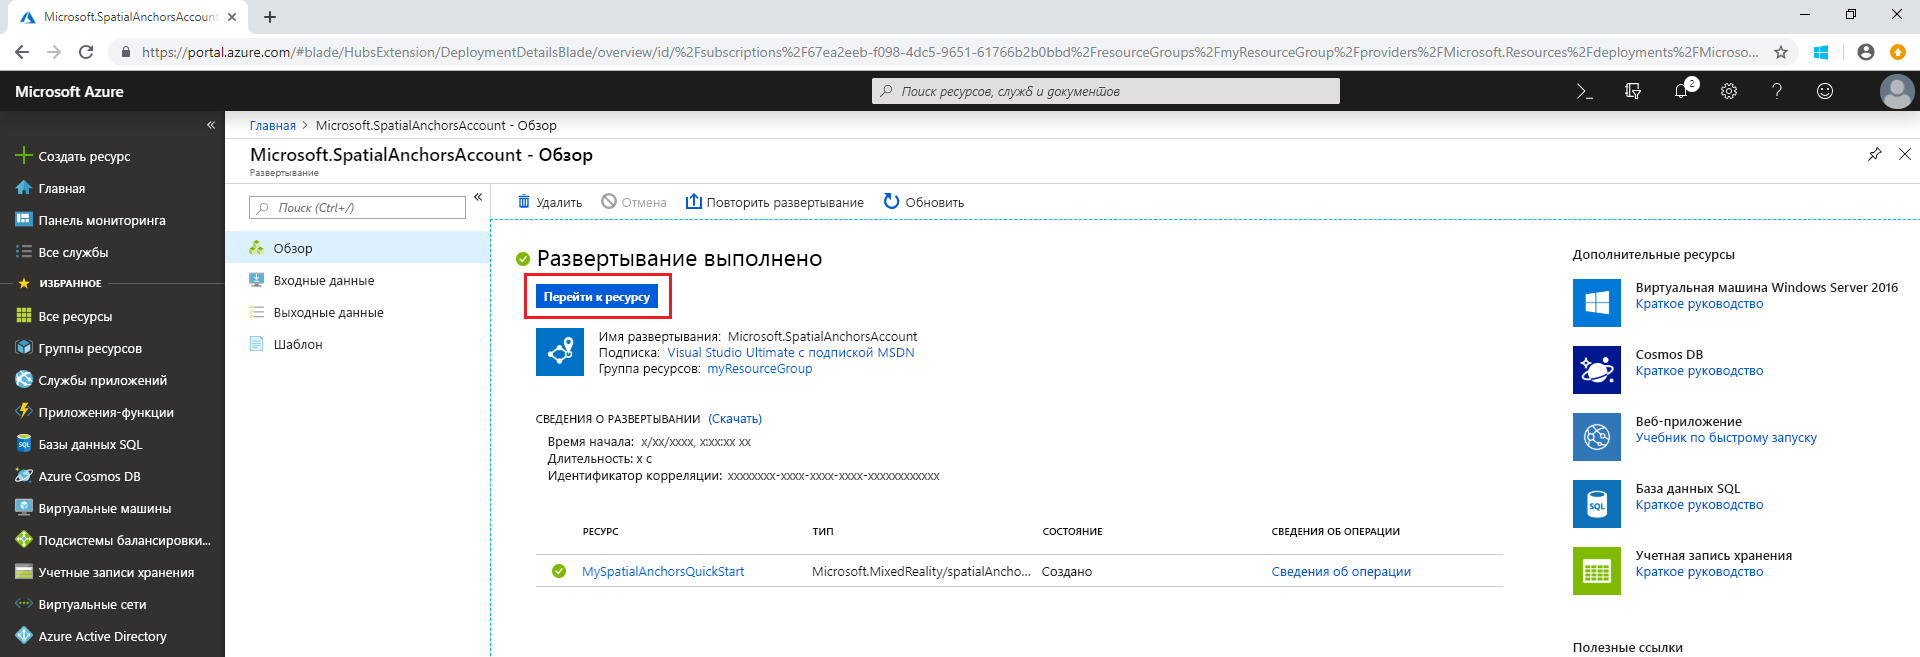 Microsoft.SpatialAnchorsAccount
https://portal.azure.com/#blade/HubsExtension/DeploymentDetailsBlade/overview/id/%2Fsubscriptions%2F67ea2eeb-f098-4dc5-9651-61766b2b0bbd%2FresourceGroups%2FmyResourceGroup%2Fproviders%2FMicrosoft.Resources%2Fdeployments%2FMicroso...
Microsoft Azure
Поиск ресурсов, служб и документов
2
Создать ресурс
Главная
Панель мониторинга
Все службы
ИЗБРАННОЕ
Все ресурсы
Группы ресурсов
Службы приложений
Приложения-функции
Базы данных SQL
Azure Cosmos DB
Виртуальные машины
Подсистемы балансировки...
Учетные записи хранения
Виртуальные сети
Azure Active Directory
Главная > Microsoft.SpatialAnchorsAccount - Обзор
Microsoft.SpatialAnchorsAccount - Обзор
Развертывание
Поиск (Ctrl+/)
Обзор
Входные данные
Выходные данные
Шаблон
Удалить Отмена Повторить развертывание Обновить
Развертывание выполнено
Перейти к ресурсу
Имя развертывания: Microsoft.SpatialAnchorsAccount
Подписка: Visual Studio Ultimate с подпиской MSDN
Группа ресурсов: myResourceGroup
СВЕДЕНИЯ О РАЗВЕРТЫВАНИИ (Скачать)
Время начала: x/xx/xxxx, x:xx:xx xx
Длительность: x с
Идентификатор корреляции: xxxxxxxx-xxxx-xxxx-xxxx-xxxxxxxxxxxx
РЕСУРС ТИП СОСТОЯНИЕ СВЕДЕНИЯ ОБ ОПЕРАЦИИ
MySpatialAnchorsQuickStart Microsoft.MixedReality/spatialAncho... Создано Сведения об операции
Дополнительные ресурсы
Виртуальная машина Windows Server 2016
Краткое руководство
Cosmos DB
Краткое руководство
Веб-приложение
Учебник по быстрому запуску
База данных SQL
SQL
Краткое руководство
Учетная запись хранения
Краткое руководство
Полезные ссылки